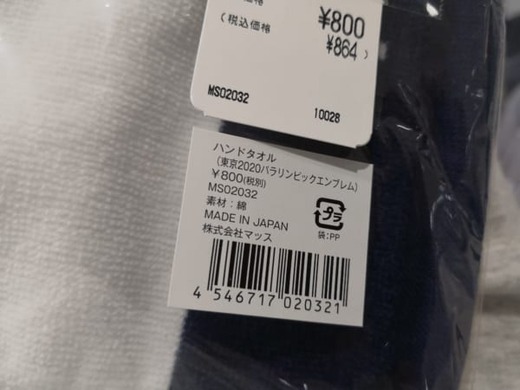 ¥800
(税込価格 ¥864)
MS02032 10028
ハンドタオル
(東京2020パラリンピックエンブレム)
¥800(税別)
MS02032
素材:綿
MADE IN JAPAN
株式会社マッス
プラ
袋:PP
4 546717 020321